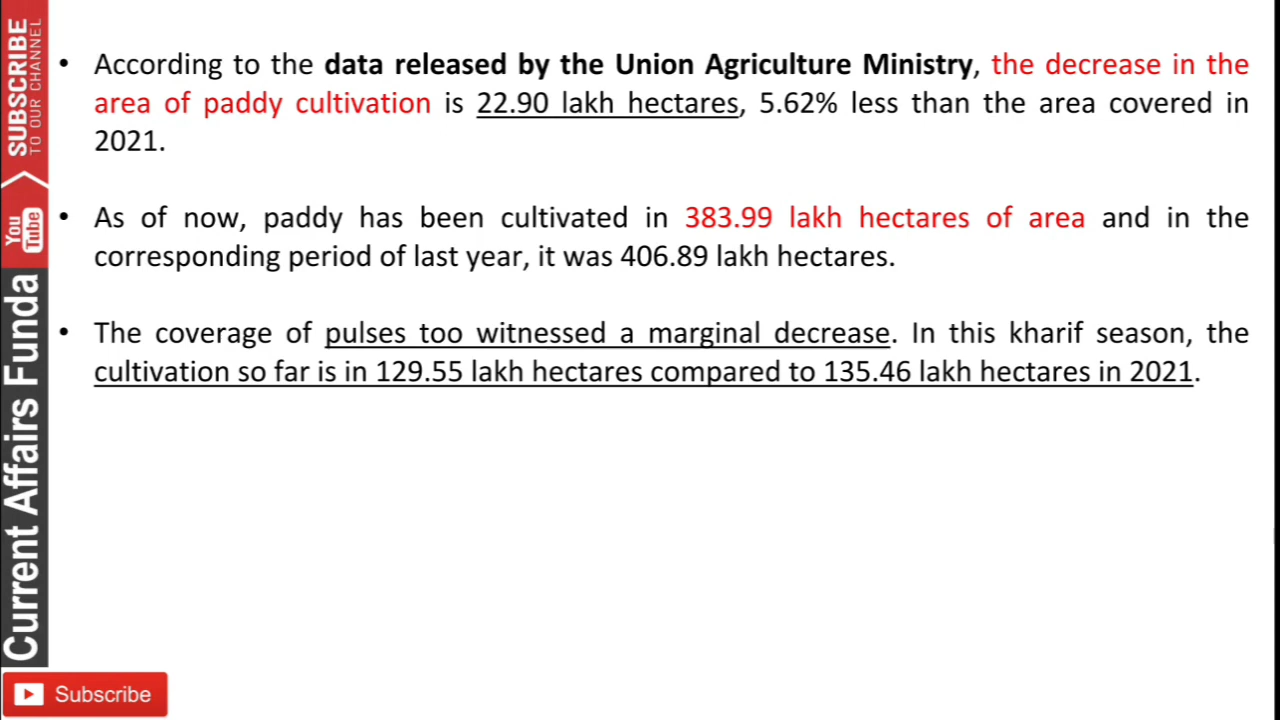 • According to the data released by the Union Agriculture Ministry, the decrease in the
area of paddy cultivation is 22.90 lakh hectares, 5.62% less than the area covered in
2021.
• As of now, paddy has been cultivated in 383.99 lakh hectares of area and in the
corresponding period of last year, it was 406.89 lakh hectares.
• The coverage of pulses too witnessed a marginal decrease. In this kharif season, the
cultivation so far is in 129.55 lakh hectares compared to 135.46 lakh hectares in 2021.
SUBSCRIBE
TO OUR CHANNEL
You
Tube
Current Affairs Funda
Subscribe